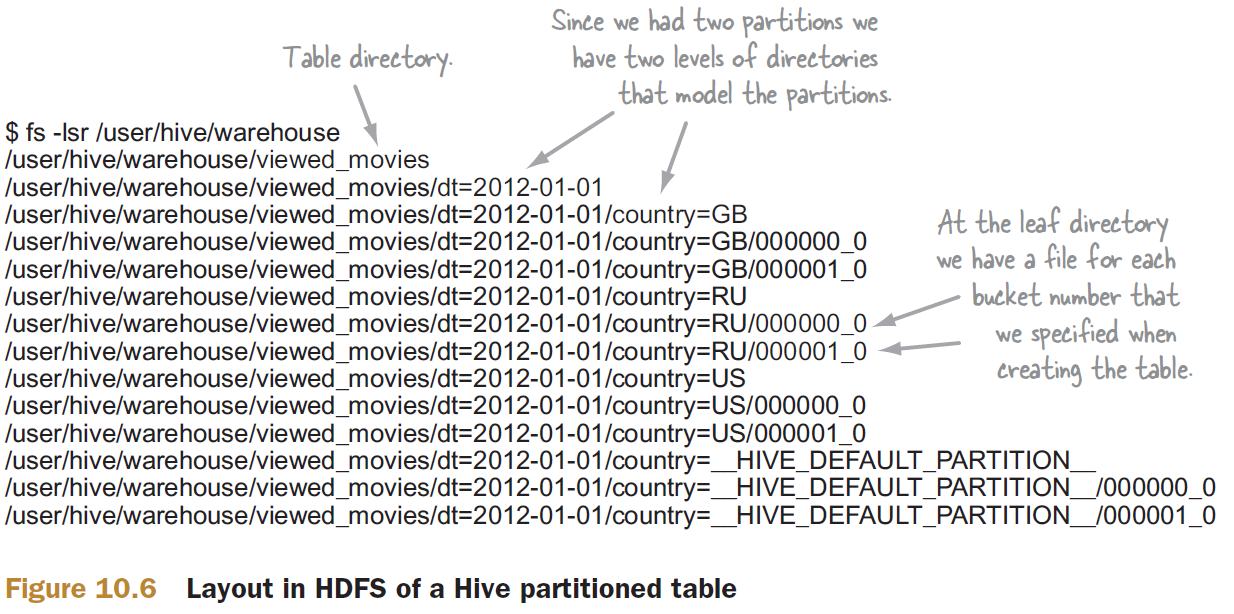 Since we had two partitions we
Table directory.
have two levels of directories
that model the partitions.
$ fs -lsr /user/hive/warehouse
/user/hive/warehouse/viewed_movies
/user/hive/warehouse/viewed_movies/dt=2012-01-01
/user/hive/warehouse/viewed_movies/dt=2012-01-01/country=GB
/user/hive/warehouse/viewed_movies/dt=2012-01-01/country=GB/000000_0
/user/hive/warehouse/viewed_movies/dt=2012-01-01/country=GB/000001_0
/user/hive/warehouse/viewed_movies/dt=2012-01-01/country=RU
/user/hive/warehouse/viewed_movies/dt=2012-01-01/country=RU/000000_0
/user/hive/warehouse/viewed_movies/dt=2012-01-01/country=RU/000001_0
/user/hive/warehouse/viewed_movies/dt=2012-01-01/country=US
/user/hive/warehouse/viewed_movies/dt=2012-01-01/country=US/000000_0
/user/hive/warehouse/viewed_movies/dt=2012-01-01/country=US/000001_0
/user/hive/warehouse/viewed_movies/dt=2012-01-01/country=__HIVE_DEFAULT_PARTITION__
/user/hive/warehouse/viewed_movies/dt=2012-01-01/country=__HIVE_DEFAULT_PARTITION__/000000_0
/user/hive/warehouse/viewed_movies/dt=2012-01-01/country=__HIVE_DEFAULT_PARTITION__/000001_0
At the leaf directory
we have a file for each
bucket number that
we specified when
creating the table.
Figure 10.6 Layout in HDFS of a Hive partitioned table